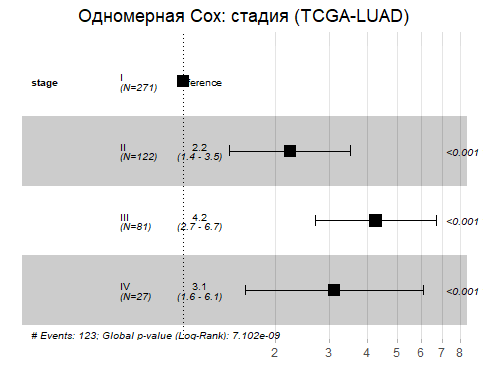 Одномерная Cox: стадия (TCGA-LUAD)
stage
I
(N=271)
ference
II
(N=122)
2.2
(1.4 - 3.5)
<0.001
III
(N=81)
4.2
(2.7 - 6.7)
<0.001
IV
(N=27)
3.1
(1.6 - 6.1)
<0.001
# Events: 123; Global p-value (Log-Rank): 7.102e-09
2 3 4 5 6 7 8